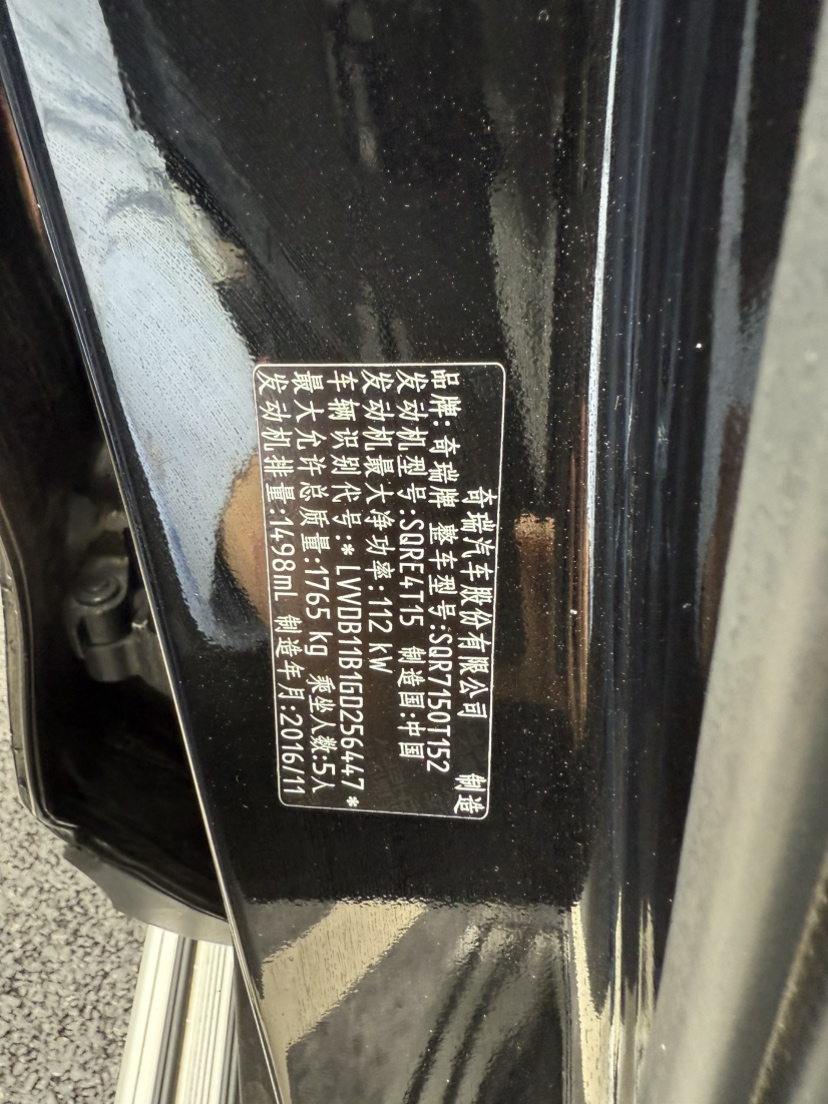 奇瑞汽车股份有限公司 制造
品牌:奇瑞牌 整车型号:SQR7150T152
发动机型号:SQRE4T15 制造国:中国
发动机最大净功率:112 kW
车辆识别代号:*LVVDB11B1GD256447*
最大允许总质量:1765 kg 乘坐人数:5人
发动机排量:1498mL 制造年月:2016/11